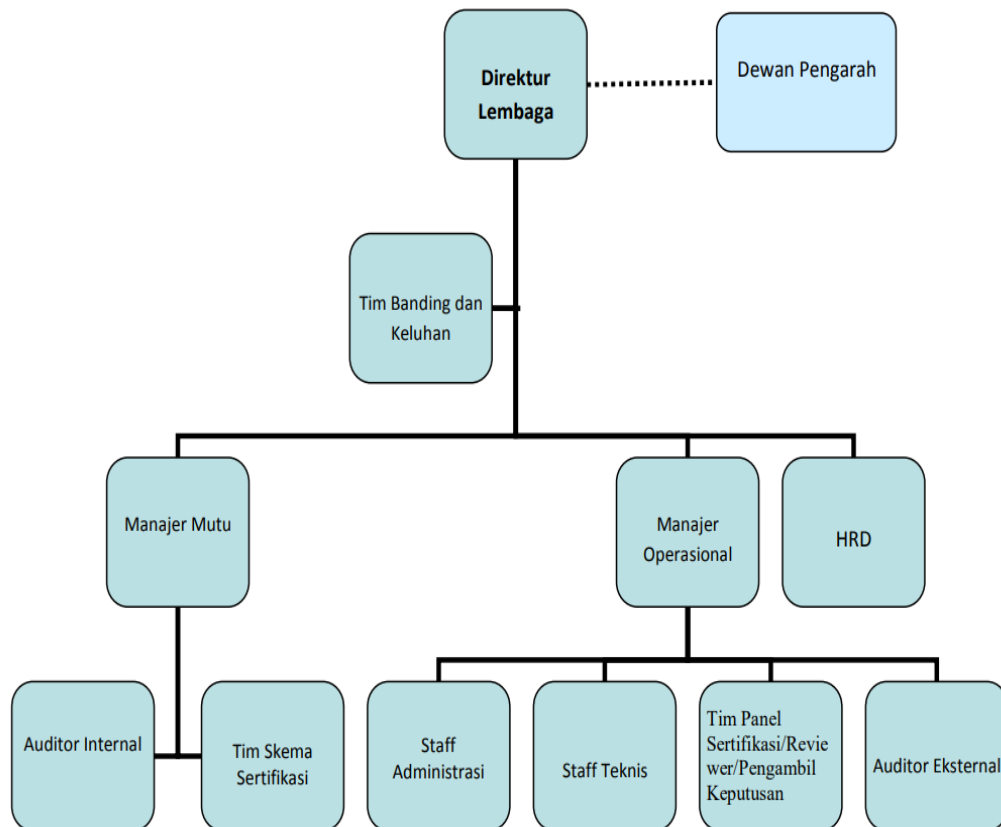 Direktur
Lembaga
Dewan Pengarah
Tim Banding dan
Keluhan
Manajer Mutu
Manajer
Operasional
HRD
Auditor Internal
Tim Skema
Sertifikasi
Staff
Administrasi
Staff Teknis
Tim Panel
Sertifikasi/Revie
wer/Pengambil
Keputusan
Auditor Eksternal